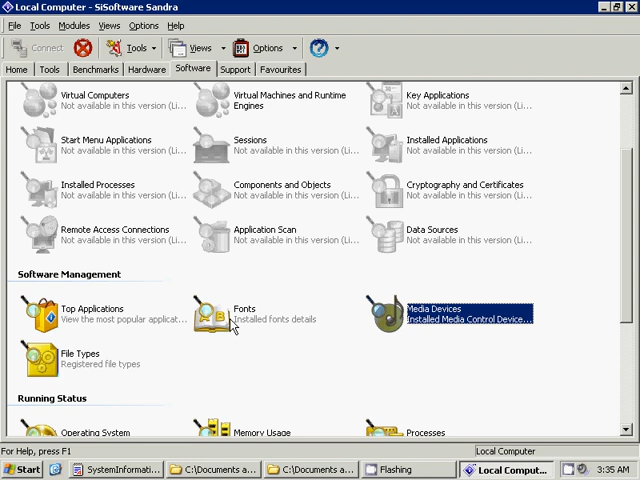 Local Computer - SiSoftware Sandra
File Tools Modules Views Options Help
Connect Tools Views Options
Home Tools Benchmarks Hardware Software Support Favourites
Virtual Computers
Not available in this version (Li...
Virtual Machines and Runtime
Engines
Key Applications
Not available in this version (Li...
Start Menu Applications
Not available in this version (Li...
Sessions
Not available in this version (Li...
Installed Applications
Not available in this version (Li...
Installed Processes
Not available in this version (Li...
Components and Objects
Not available in this version (Li...
Cryptography and Certificates
Not available in this version (Li...
Remote Access Connections
Not available in this version (Li...
Application Scan
Not available in this version (Li...
Data Sources
Not available in this version (Li...
Software Management
Top Applications
View the most popular applicat...
Fonts
Installed fonts details
Media Devices
Installed Media Control Device...
File Types
Registered file types
Running Status
Operating System
Memory Usage
Processes
For Help, press F1
Local Computer
Start SystemInformati... C:\Documents a... C:\Documents a... Flashing Local Comput... 3:35 AM